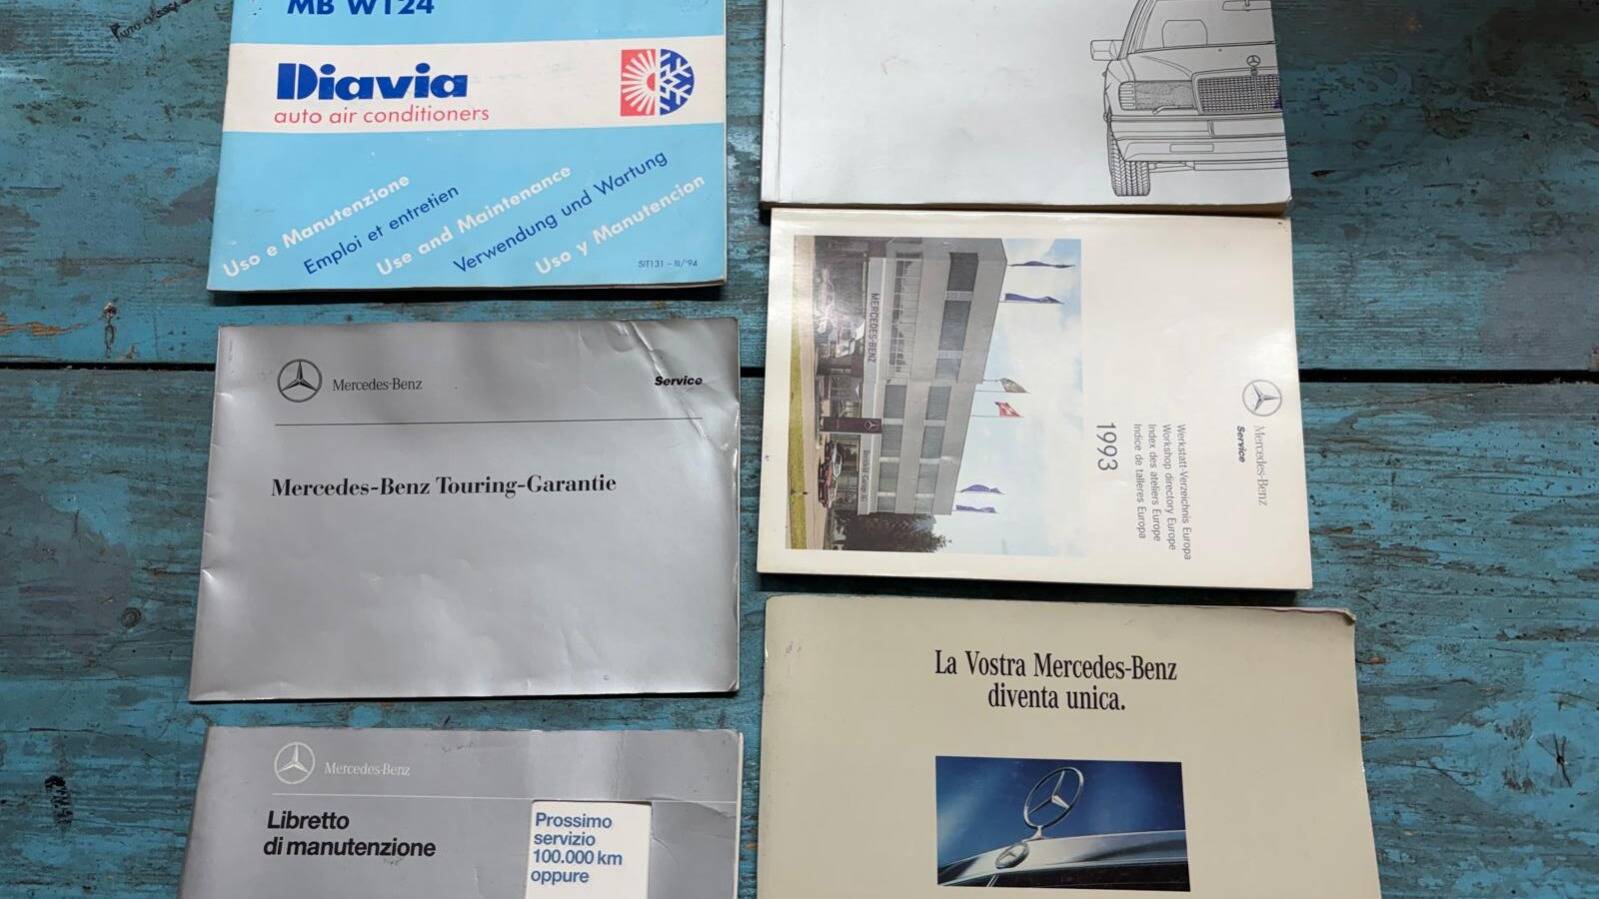 MB W124
Diavia
auto air conditioners
Uso e Manutenzione
Emploi et entretien
Use and Maintenance
Verwendung und Wartung
Uso y Manutencion
SIT131 - III/'94
Mercedes-Benz
Service
Mercedes-Benz Touring-Garantie
Mercedes-Benz
Libretto
di manutenzione
Prossimo
servizio
100.000 km
oppure
MERCEDES-BENZ
Mercedes-Benz
Service
Werkstatt-Verzeichnis Europa
Workshop directory Europe
Index des ateliers Europe
Indice de talleres Europa
1993
La Vostra Mercedes-Benz
diventa unica.